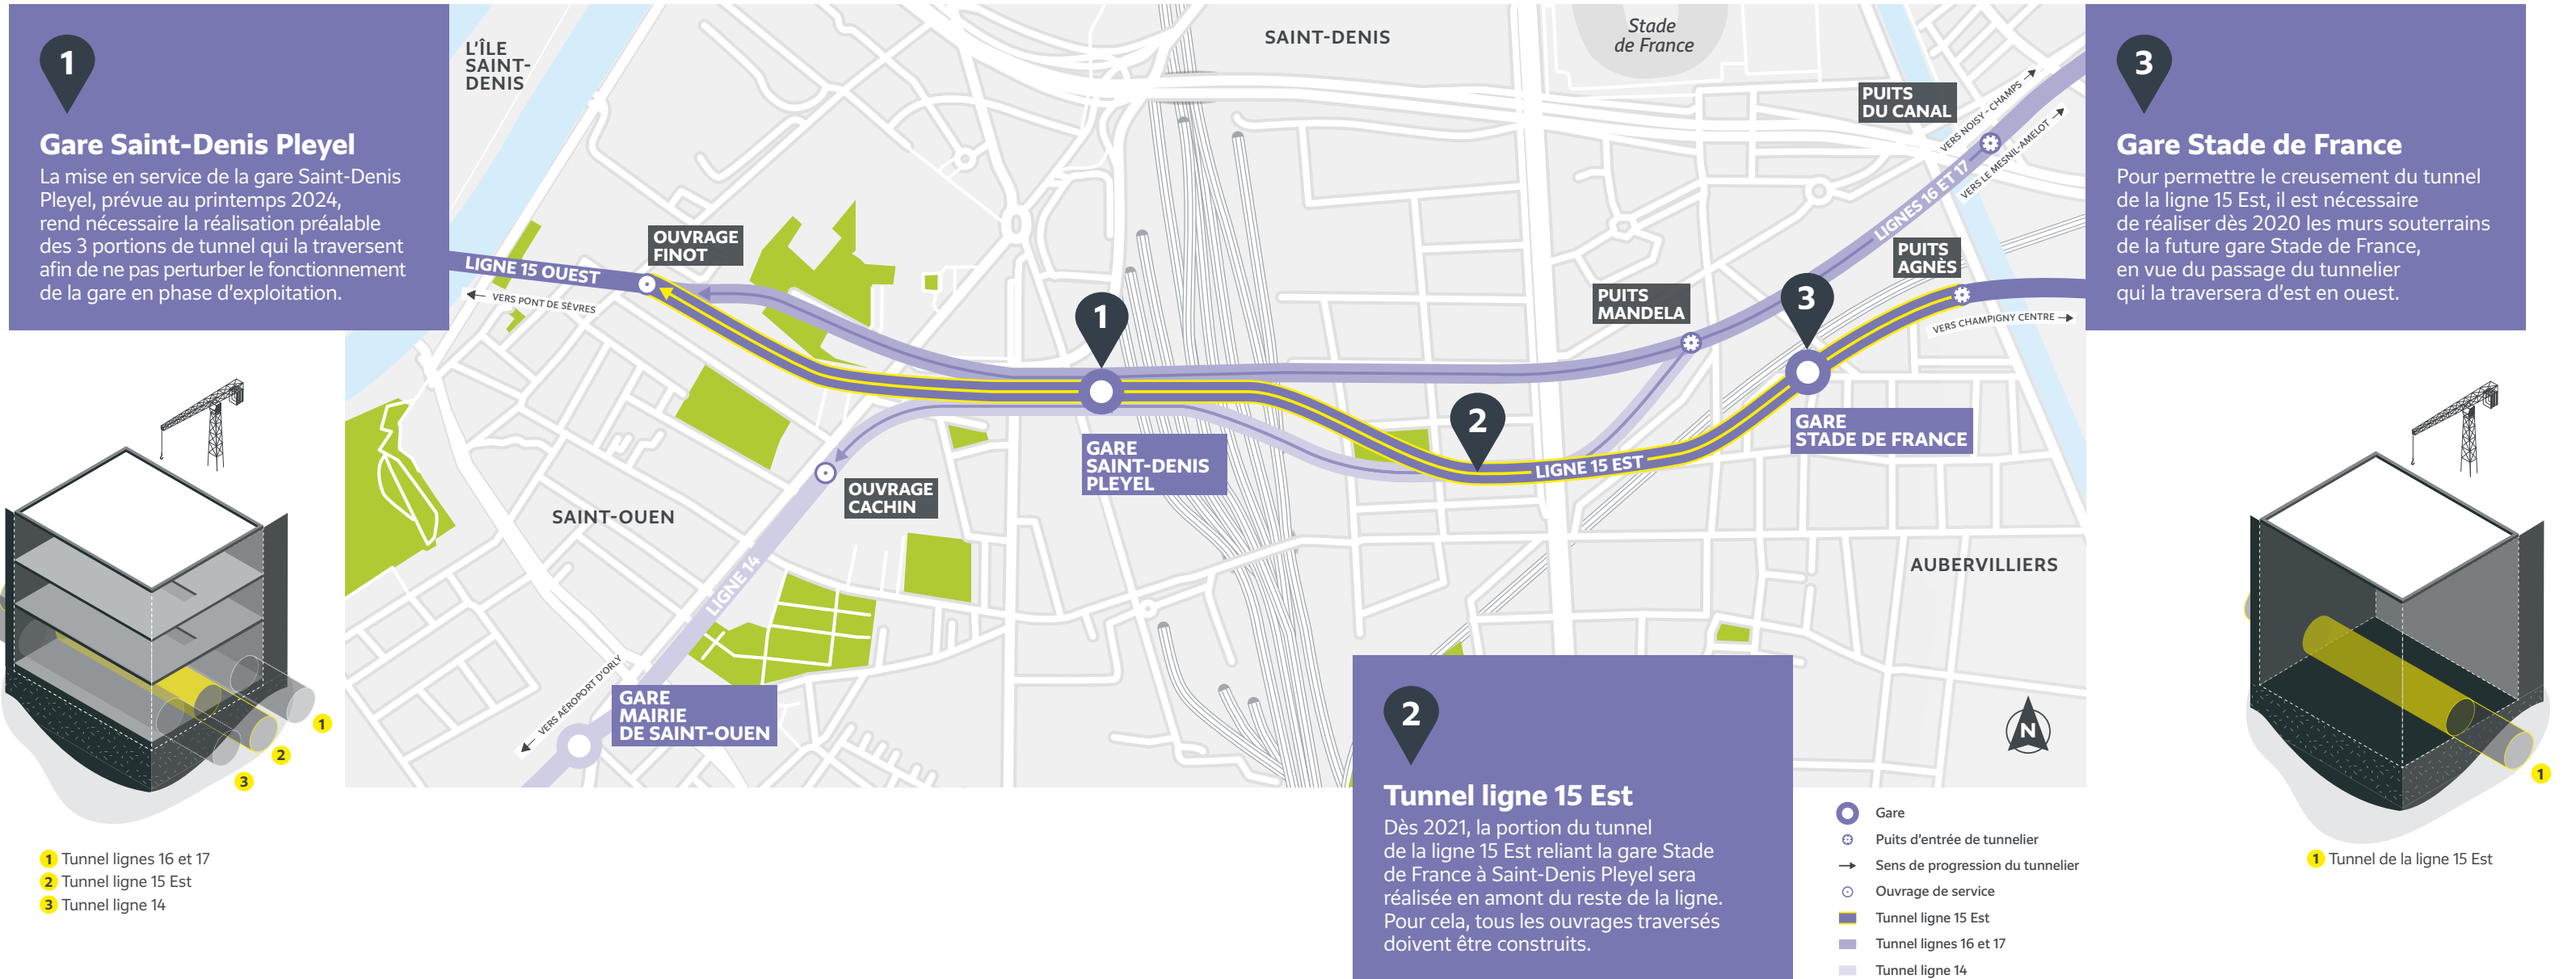 1
Gare Saint-Denis Pleyel
La mise en service de la gare Saint-Denis
Pleyel, prévue au printemps 2024,
rend nécessaire la réalisation préalable
des 3 portions de tunnel qui la traversent
afin de ne pas perturber le fonctionnement
de la gare en phase d'exploitation.
L'ÎLE
SAINT-
DENIS
SAINT-DENIS
Stade
de France
PUITS
DU CANAL
VERS NOISY - CHAMPS
VERS LE MESNIL-AMELOT
LIGNES 16 ET 17
OUVRAGE
FINOT
LIGNE 15 OUEST
VERS PONT DE SÈVRES
PUITS
AGNÈS
PUITS
MANDELA
VERS CHAMPIGNY CENTRE
1
3
2
GARE
SAINT-DENIS
PLEYEL
GARE
STADE DE FRANCE
LIGNE 15 EST
OUVRAGE
CACHIN
SAINT-OUEN
AUBERVILLIERS
LIGNE 14
VERS AÉROPORT D'ORLY
GARE
MAIRIE
DE SAINT-OUEN
N
3
Gare Stade de France
Pour permettre le creusement du tunnel
de la ligne 15 Est, il est nécessaire
de réaliser dès 2020 les murs souterrains
de la future gare Stade de France,
en vue du passage du tunnelier
qui la traversera d'est en ouest.
1
2
3
1 Tunnel lignes 16 et 17
2 Tunnel ligne 15 Est
3 Tunnel ligne 14
2
Tunnel ligne 15 Est
Dès 2021, la portion du tunnel
de la ligne 15 Est reliant la gare Stade
de France à Saint-Denis Pleyel sera
réalisée en amont du reste de la ligne.
Pour cela, tous les ouvrages traversés
doivent être construits.
Gare
Puits d'entrée de tunnelier
Sens de progression du tunnelier
Ouvrage de service
Tunnel ligne 15 Est
Tunnel lignes 16 et 17
Tunnel ligne 14
1
1 Tunnel de la ligne 15 Est